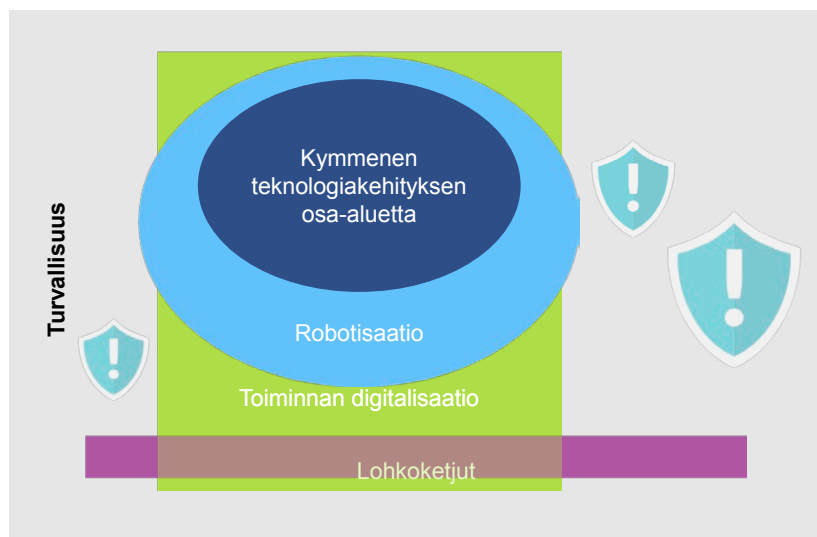 Kymmenen
teknologiakehityksen
osa-aluetta
Turvallisuus
Robotisaatio
Toiminnan digitalisaatio
Lohkoketjut